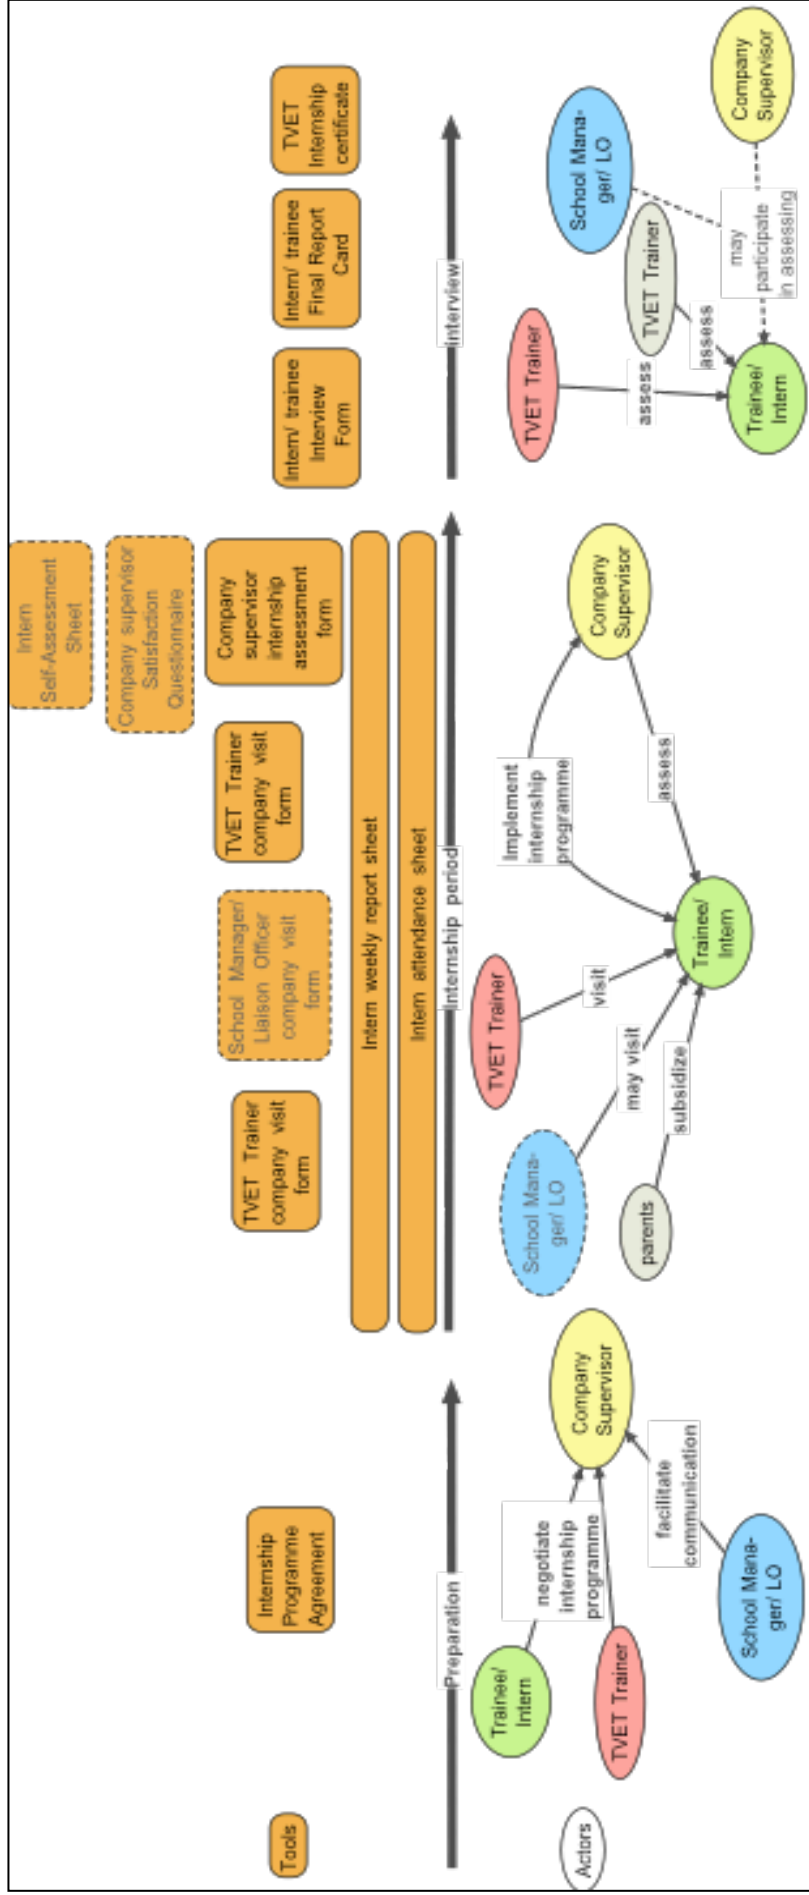 Tools
Internship
Programme
Agreement
Preparation
Actors
Trainee/
Intern
TVET Trainer
negotiate
internship
programme
Company
Supervisor
facilitate
communication
School Mana-
ger/ LO
Intern
Self-Assessment
Sheet
Company supervisor
Satisfaction
Questionnaire
TVET Trainer
company visit
form
School Manager/
Liaison Officer
company visit
form
TVET Trainer
company visit
form
Company
supervisor
internship
assessment
form
Intern weekly report sheet
Intern attendance sheet
Internship period
School Mana-
ger/ LO
parents
TVET Trainer
may visit
subsidize
visit
Implement
internship
programme
Trainee/
Intern
assess
Company
Supervisor
Intern/ trainee
Interview
Form
Intern/ trainee
Final Report
Card
TVET
Internship
certificate
interview
TVET Trainer
assess
TVET Trainer
assess
School Mana-
ger/ LO
may
participate
in assessing
Company
Supervisor
Trainee/
Intern